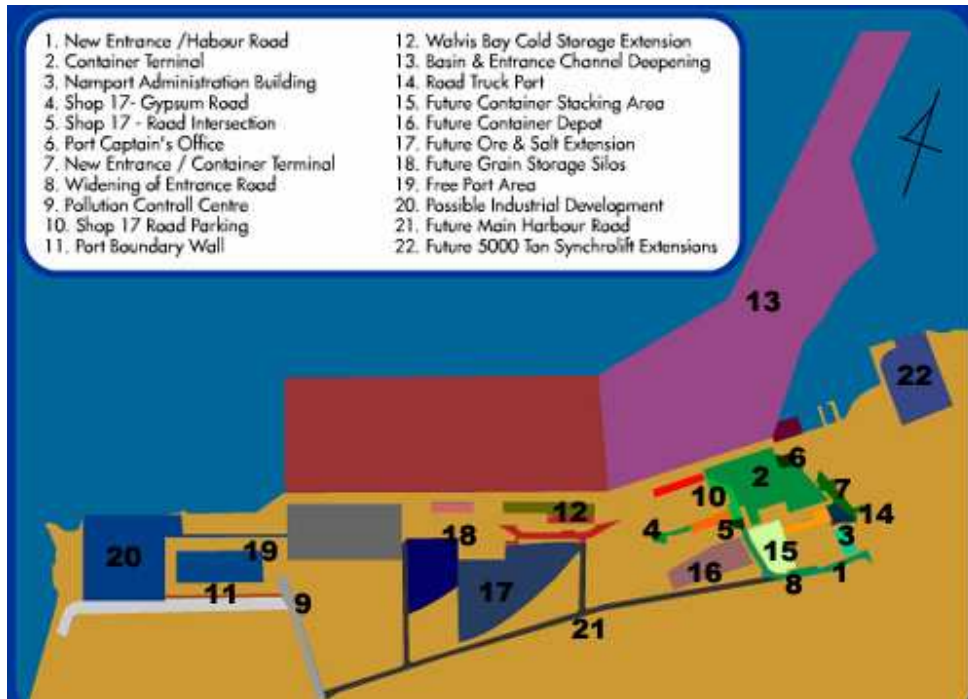 1. New Entrance /Habour Road
2. Container Terninal
3. Namport Administration Building
4. Shop 17- Gypsum Road
5. Shop 17 - Road Intersection
6. Port Captain's Office
7. New Entrance / Container Terminal
8. Widening of Entrance Road
9. Pollution Controll Centre
10. Shop 17 Road Parking
11. Port Boundary Wall
12. Walvis Bay Cold Storage Extension
13. Basin & Entrance Channel Deepening
14. Road Truck Port
15. Future Container Stacking Area
16. Future Container Depot
17. Future Ore & Salt Extension
18. Future Grain Storage Silos
19. Free Port Area
20. Possible Industrial Development
21. Future Main Harbour Road
22. Future 5000 Ton Synchrolift Extensions
13
22
6
2
7
10
12
14
18
4
5
3
19
20
15
16
1
17
8
11
9
21